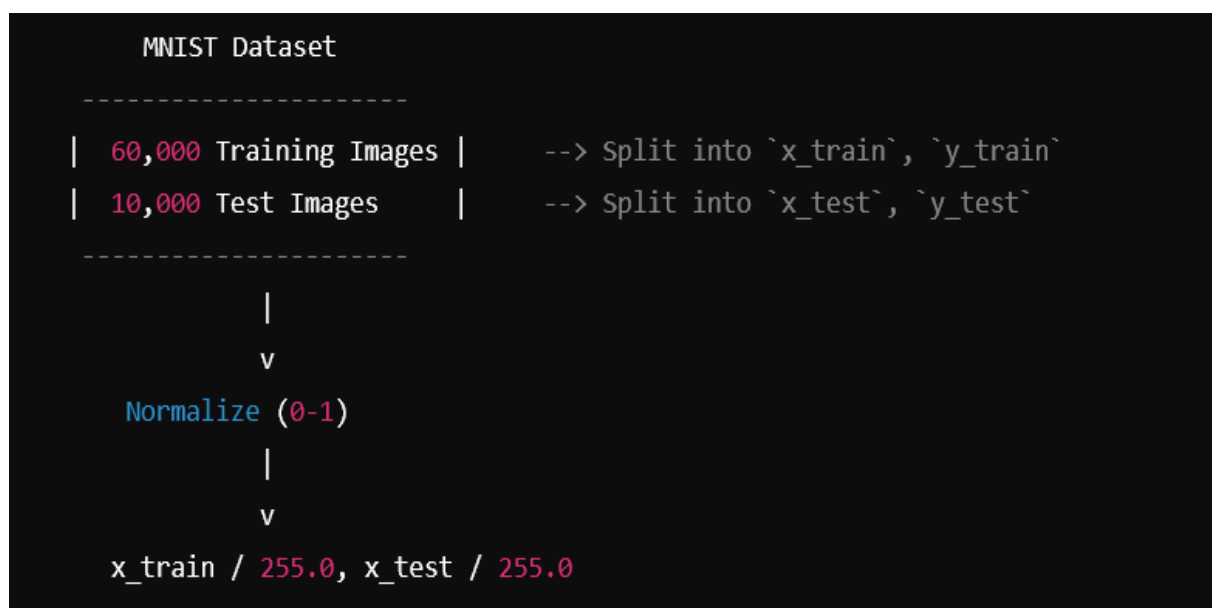 MNIST Dataset
----------------------
| 60,000 Training Images | --> Split into `x_train`, `y_train`
| 10,000 Test Images | --> Split into `x_test`, `y_test`
----------------------
|
v
Normalize (0-1)
|
v
x_train / 255.0, x_test / 255.0